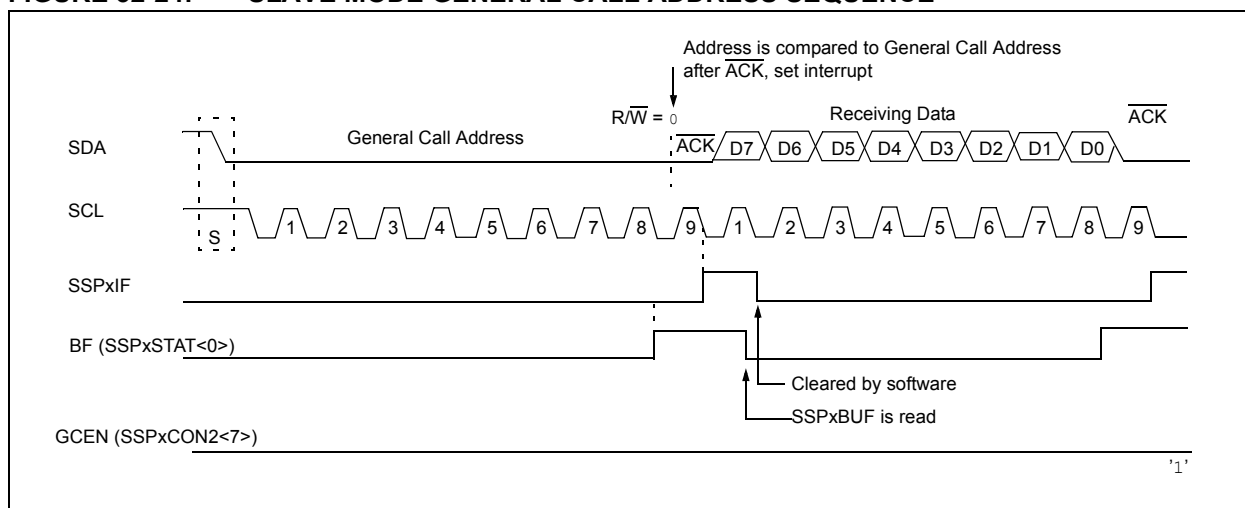 Address is compared to General Call Address
after ACK, set interrupt
R/W = 0
Receiving Data
ACK
SDA
General Call Address
ACK
D7 D6 D5 D4 D3 D2 D1 D0
SCL
S
1 2 3 4 5 6 7 8 9 1 2 3 4 5 6 7 8 9
SSPxIF
BF (SSPxSTAT<0>)
Cleared by software
SSPxBUF is read
GCEN (SSPxCON2<7>)
'1'